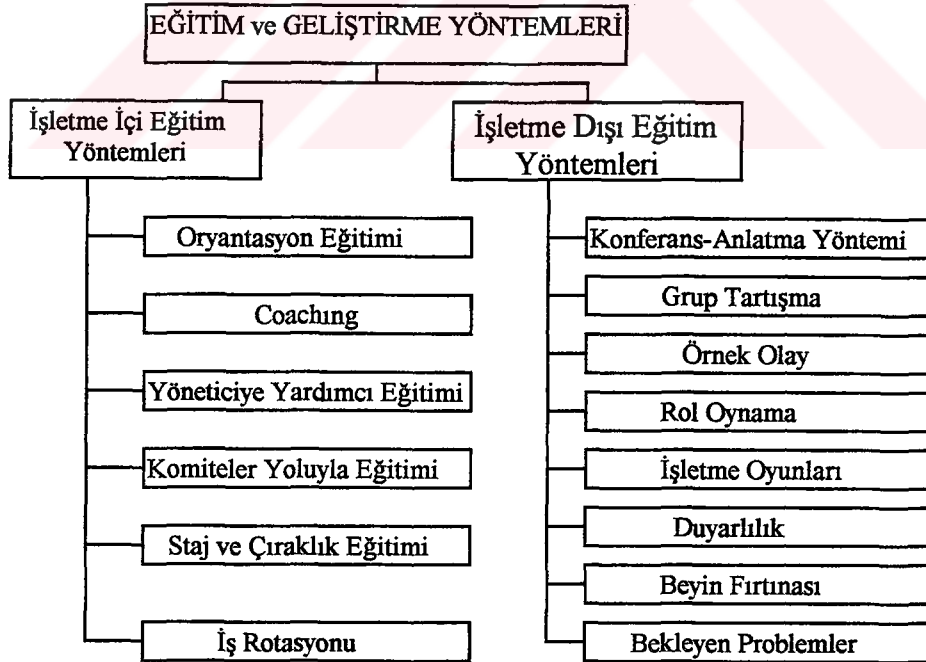 EĞİTİM ve GELİŞTİRME YÖNTEMLERİ
İşletme İçi Eğitim
Yöntemleri
Oryantasyon Eğitimi
Coachıng
Yöneticiye Yardımcı Eğitimi
Komiteler Yoluyla Eğitimi
Staj ve Çıraklık Eğitimi
İş Rotasyonu
İşletme Dışı Eğitim
Yöntemleri
Konferans-Anlatma Yöntemi
Grup Tartışma
Örnek Olay
Rol Oynama
İşletme Oyunları
Duyarlılık
Beyin Fırtınası
Bekleyen Problemler